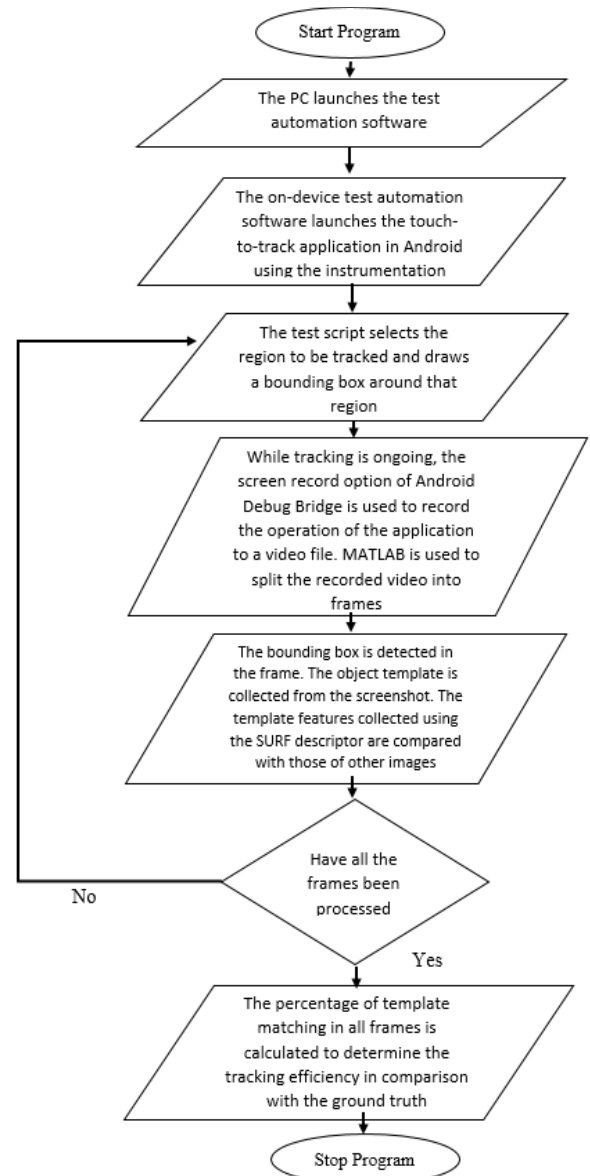 Start Program
The PC launches the test
automation software
The on-device test automation
software launches the touch-
to-track application in Android
using the instrumentation
The test script selects the
region to be tracked and draws
a bounding box around that
region
While tracking is ongoing, the
screen record option of Android
Debug Bridge is used to record
the operation of the application
to a video file. MATLAB is used to
split the recorded video into
frames
The bounding box is detected in
the frame. The object template is
collected from the screenshot. The
template features collected using
the SURF descriptor are compared
with those of other images
Have all the
frames been
processed
No
Yes
The percentage of template
matching in all frames is
calculated to determine the
tracking efficiency in comparison
with the ground truth
Stop Program